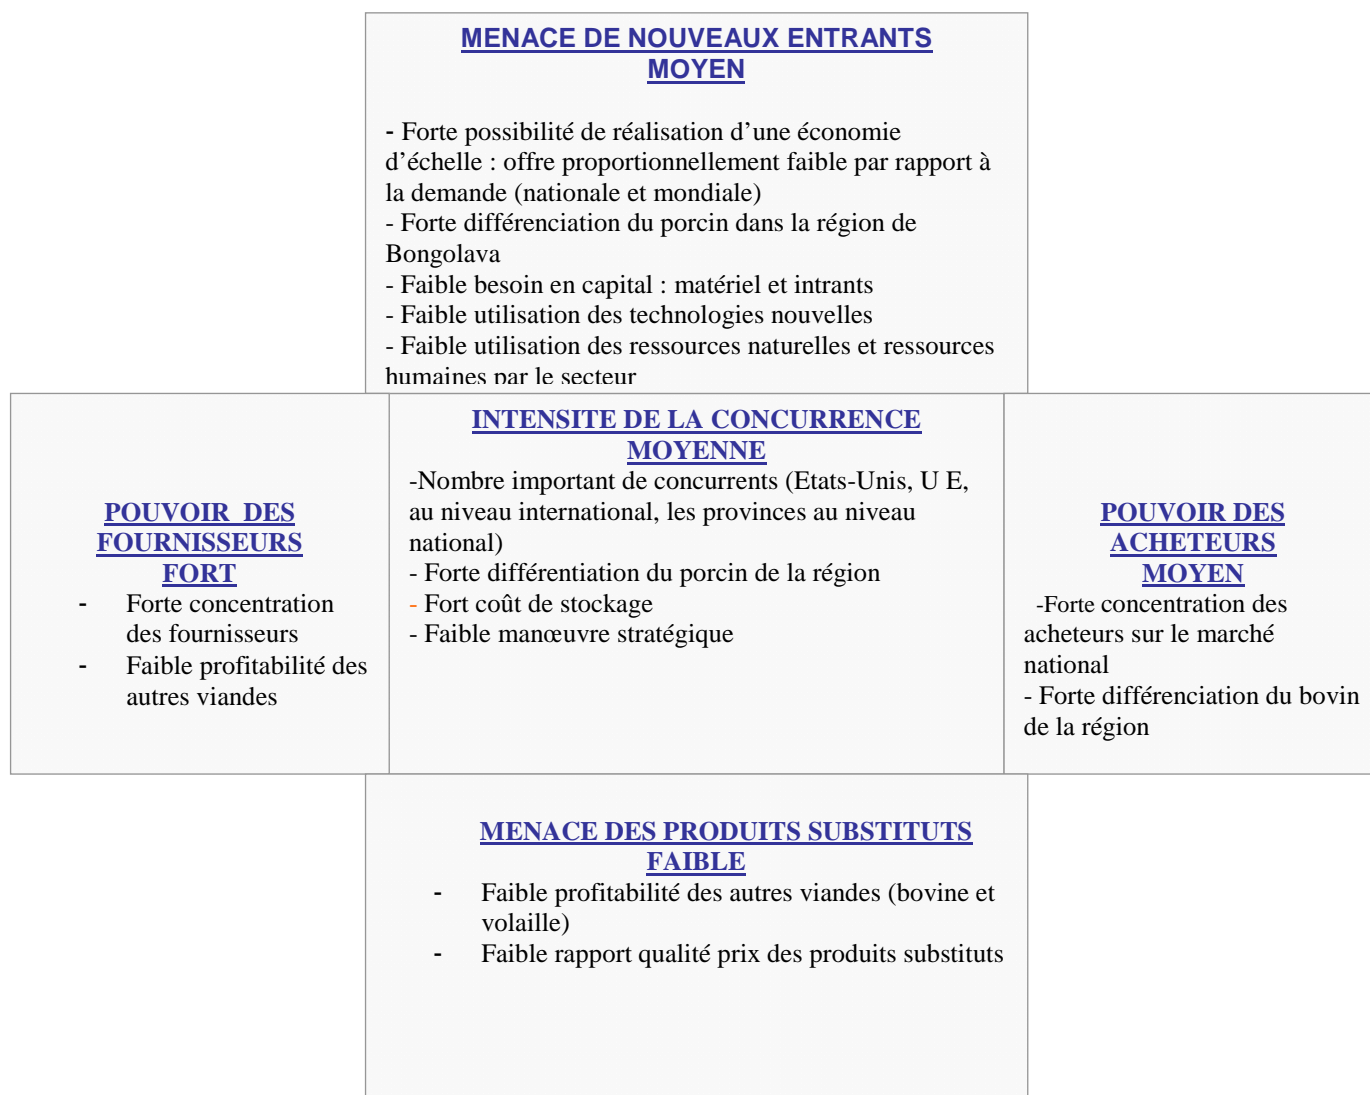 MENACE DE NOUVEAUX ENTRANTS
MOYEN
- Forte possibilité de réalisation d’une économie
d’échelle : offre proportionnellement faible par rapport à
la demande (nationale et mondiale)
- Forte différenciation du porcin dans la région de
Bongolava
- Faible besoin en capital : matériel et intrants
- Faible utilisation des technologies nouvelles
- Faible utilisation des ressources naturelles et ressources
humaines par le secteur
POUVOIR DES
FOURNISSEURS
FORT
- Forte concentration
des fournisseurs
- Faible profitabilité des
autres viandes
INTENSITE DE LA CONCURRENCE
MOYENNE
-Nombre important de concurrents (Etats-Unis, U E,
au niveau international, les provinces au niveau
national)
- Forte différentiation du porcin de la région
- Fort coût de stockage
- Faible manœuvre stratégique
POUVOIR DES
ACHETEURS
MOYEN
-Forte concentration des
acheteurs sur le marché
national
- Forte différenciation du bovin
de la région
MENACE DES PRODUITS SUBSTITUTS
FAIBLE
- Faible profitabilité des autres viandes (bovine et
volaille)
- Faible rapport qualité prix des produits substituts